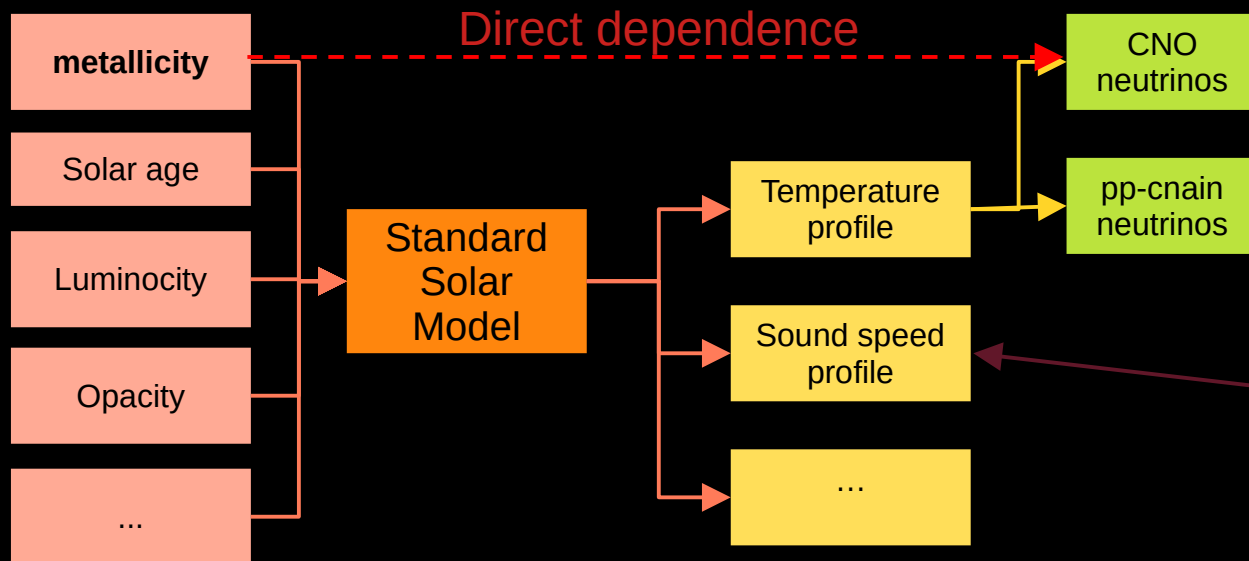 Direct dependence
metallicity
Solar age
Luminocity
Opacity
...
Standard
Solar
Model
Temperature
profile
Sound speed
profile
...
CNO
neutrinos
pp-cnain
neutrinos